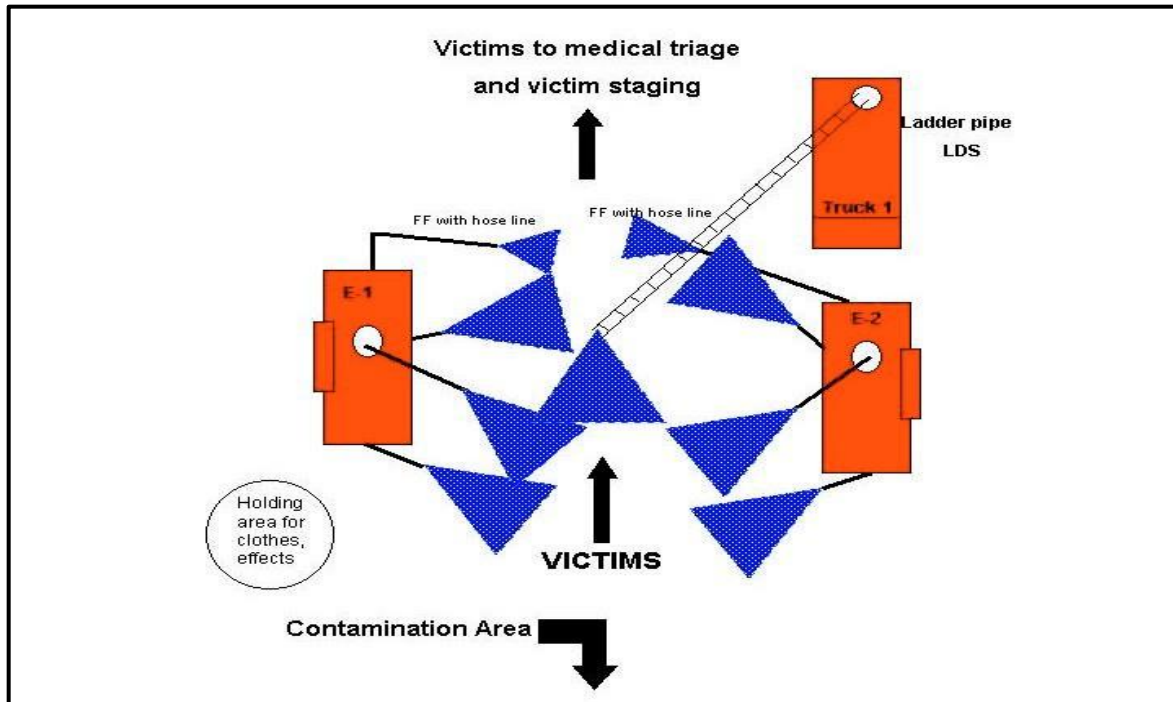 Victims to medical triage
and victim staging
Ladder pipe
LDS
Truck 1
FF with hose line
FF with hose line
E-1
E-2
Holding
area for
clothes,
effects
VICTIMS
Contamination Area